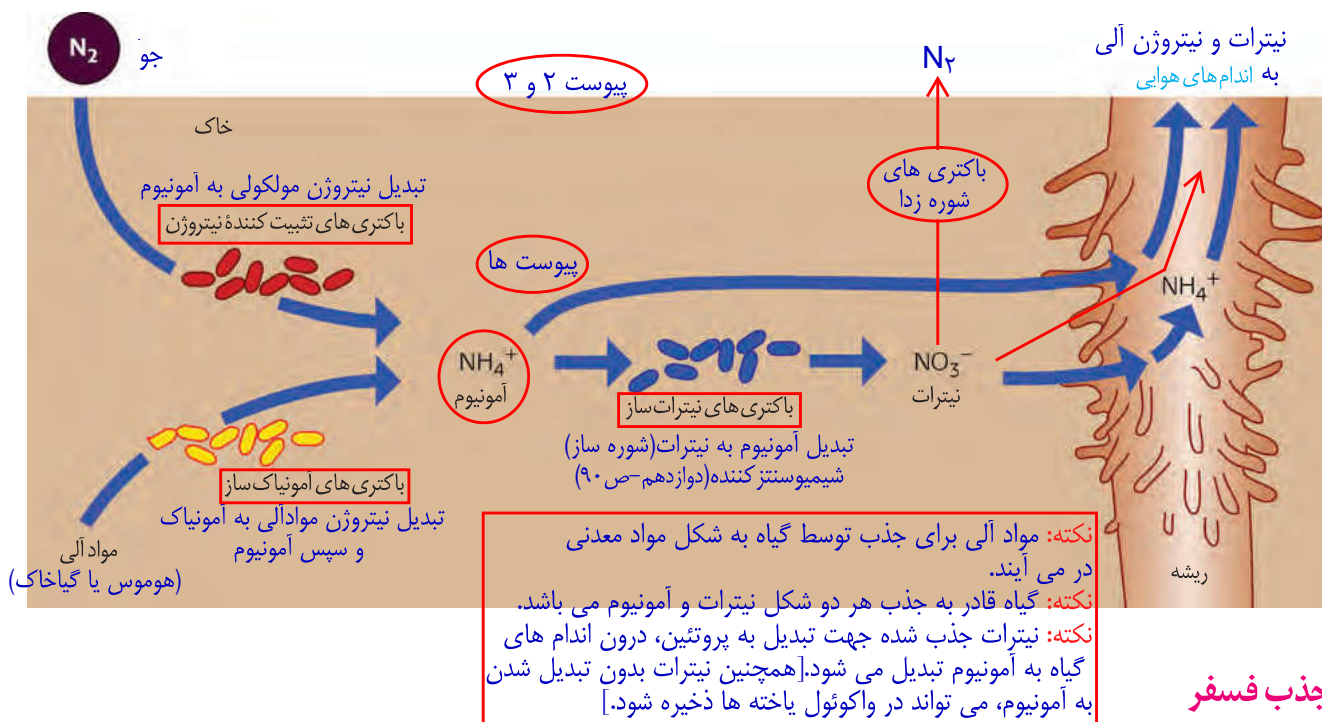 N₂
جو
پیوست ۲ و ۳
N۲
نیترات و نیتروژن آلی
به اندام‌های هوایی
خاک
تبدیل نیتروژن مولکولی به آمونیوم
باکتری‌های تثبیت کنندهٔ نیتروژن
باکتری های
شوره زدا
پیوست ها
NH₄⁺
NH₄⁺
آمونیوم
NO₃⁻
نیترات
باکتری‌های نیترات‌ساز
تبدیل آمونیوم به نیترات(شوره ساز)
شیمیوسنتز کننده(دوازدهم-ص۹۰)
باکتری‌های آمونیاک‌ساز
تبدیل نیتروژن موادآلی به آمونیاک
و سپس آمونیوم
مواد آلی
(هوموس یا گیاخاک)
ریشه
نکته: مواد آلی برای جذب توسط گیاه به شکل مواد معدنی
در می آیند.
نکته: گیاه قادر به جذب هر دو شکل نیترات و آمونیوم می باشد.
نکته: نیترات جذب شده جهت تبدیل به پروتئین، درون اندام های
گیاه به آمونیوم تبدیل می شود.[همچنین نیترات بدون تبدیل شدن
به آمونیوم، می تواند در واکوئول یاخته ها ذخیره شود.]
جذب فسفر